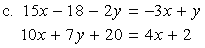 c. 15x − 18 − 2y = −3x + y
10x + 7y + 20 = 4x + 2